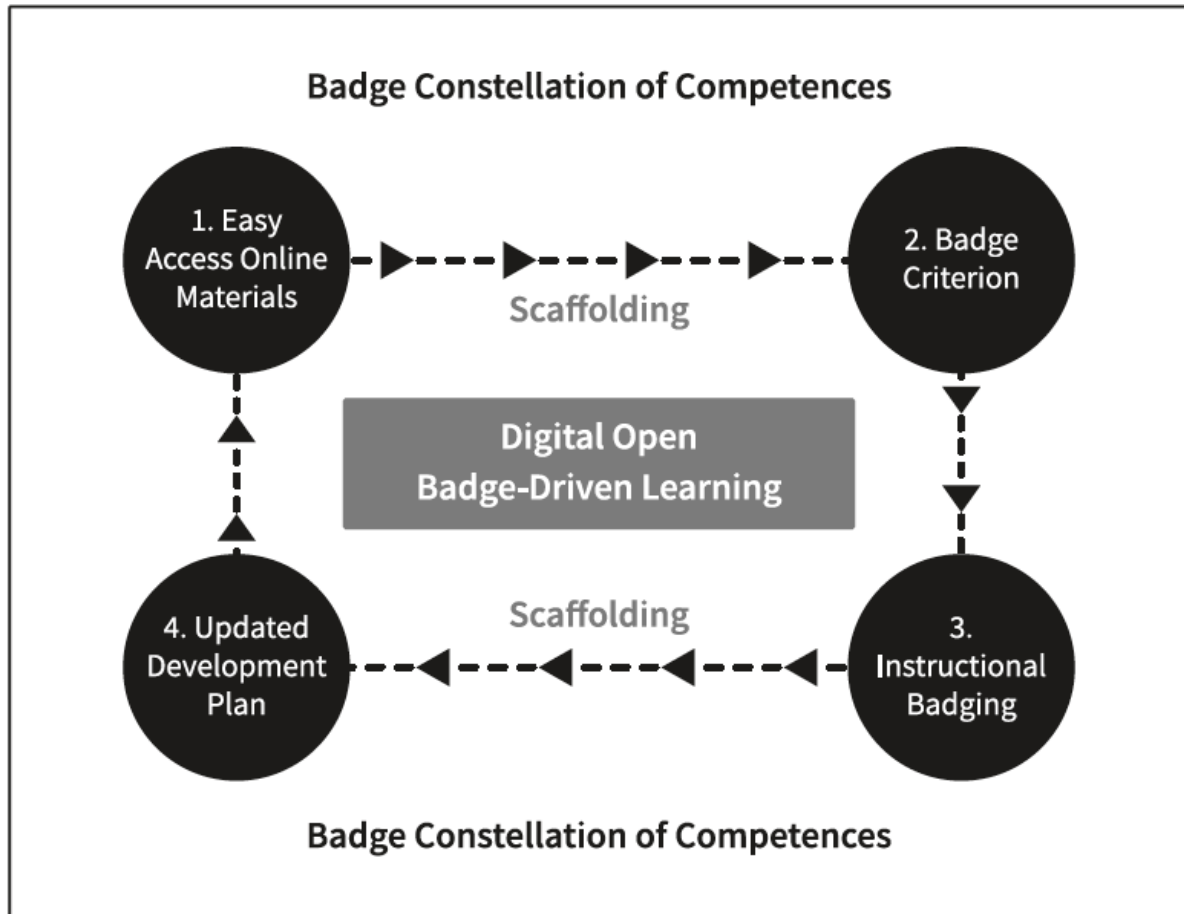 Badge Constellation of Competences
1. Easy
Access Online
Materials
2. Badge
Criterion
Scaffolding
Digital Open
Badge-Driven Learning
Scaffolding
4. Updated
Development
Plan
3.
Instructional
Badging
Badge Constellation of Competences